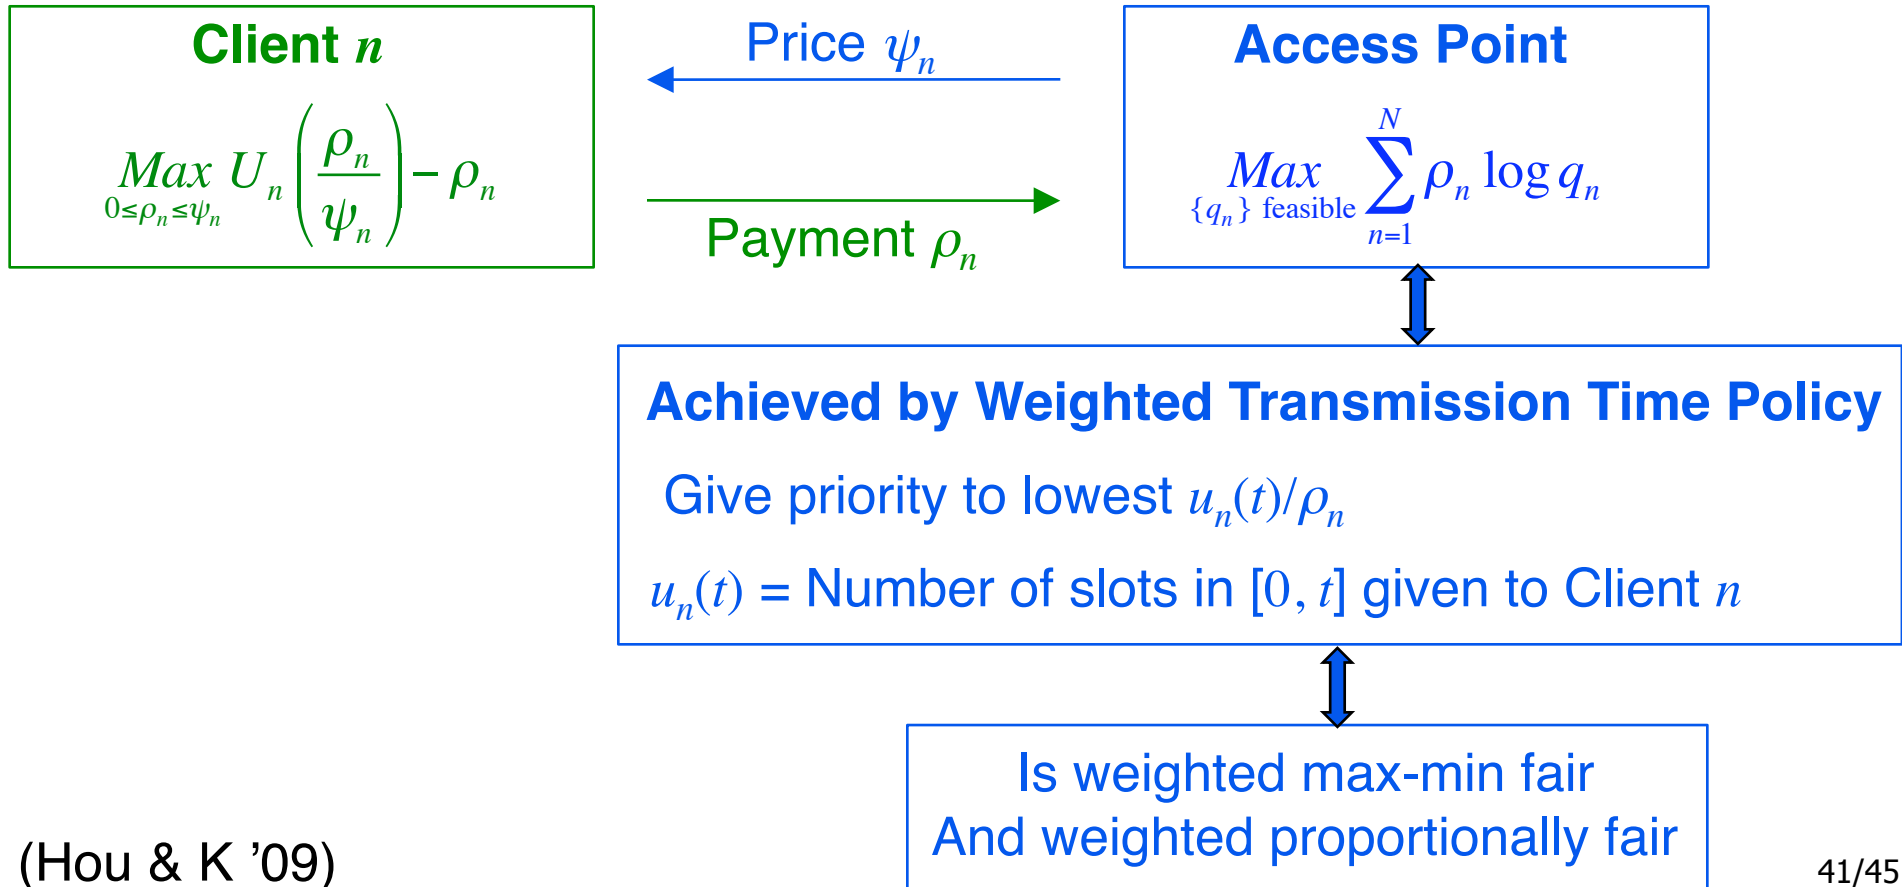 Client n
Max U_n (ρ_n / ψ_n) − ρ_n
0≤ρ_n≤ψ_n
Price ψ_n
Payment ρ_n
Access Point
Max ∑_{n=1}^{N} ρ_n log q_n
{q_n} feasible
Achieved by Weighted Transmission Time Policy
Give priority to lowest u_n(t)/ρ_n
u_n(t) = Number of slots in [0, t] given to Client n
Is weighted max-min fair
And weighted proportionally fair
(Hou & K ’09)
41/45